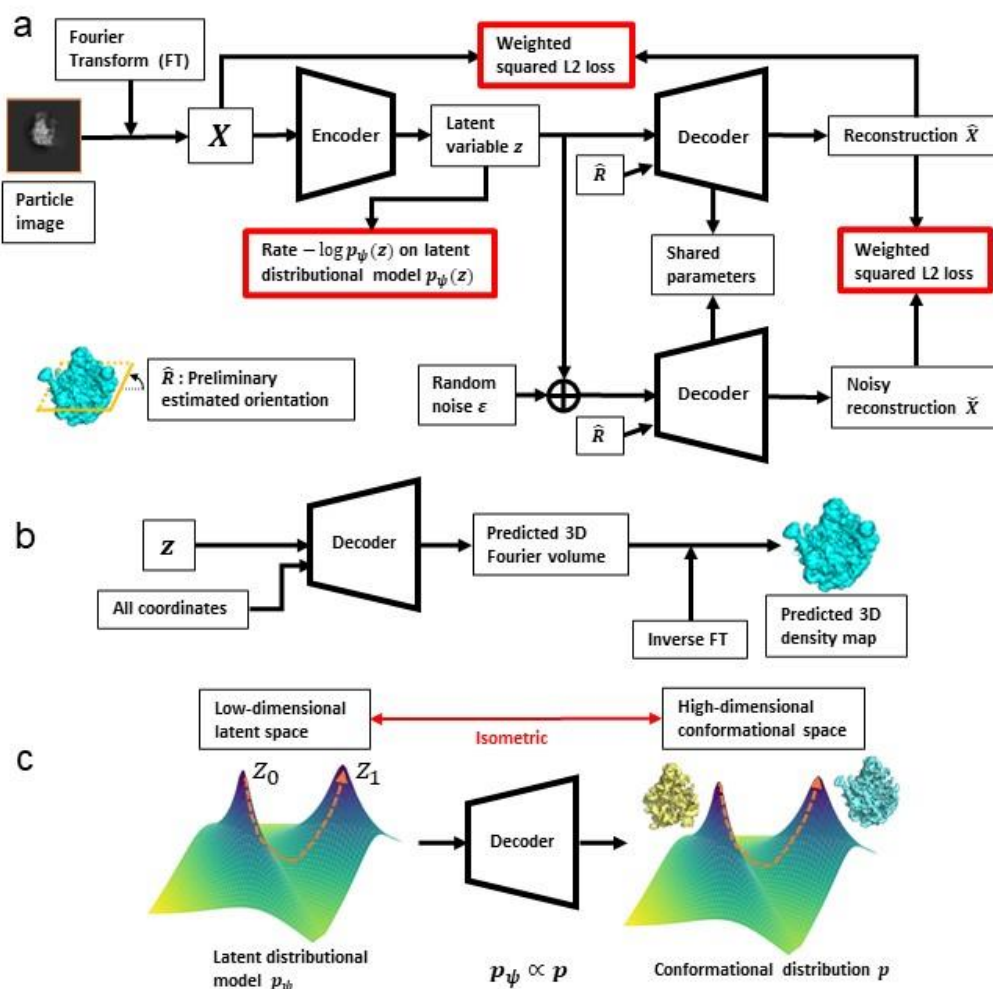 a
Fourier
Transform (FT)
Weighted
squared L2 loss
X
Encoder
Latent
variable z
Decoder
Reconstruction X̂
R̂
Particle
image
Rate − log pψ(z) on latent
distributional model pψ(z)
Shared
parameters
Weighted
squared L2 loss
R̂ : Preliminary
estimated orientation
Random
noise ε
R̂
Decoder
Noisy
reconstruction X̆
b
z
Decoder
Predicted 3D
Fourier volume
All coordinates
Inverse FT
Predicted 3D
density map
Low-dimensional
latent space
Isometric
High-dimensional
conformational space
c
Z0
Z1
Decoder
Latent distributional
model pψ
pψ ∝ p
Conformational distribution p